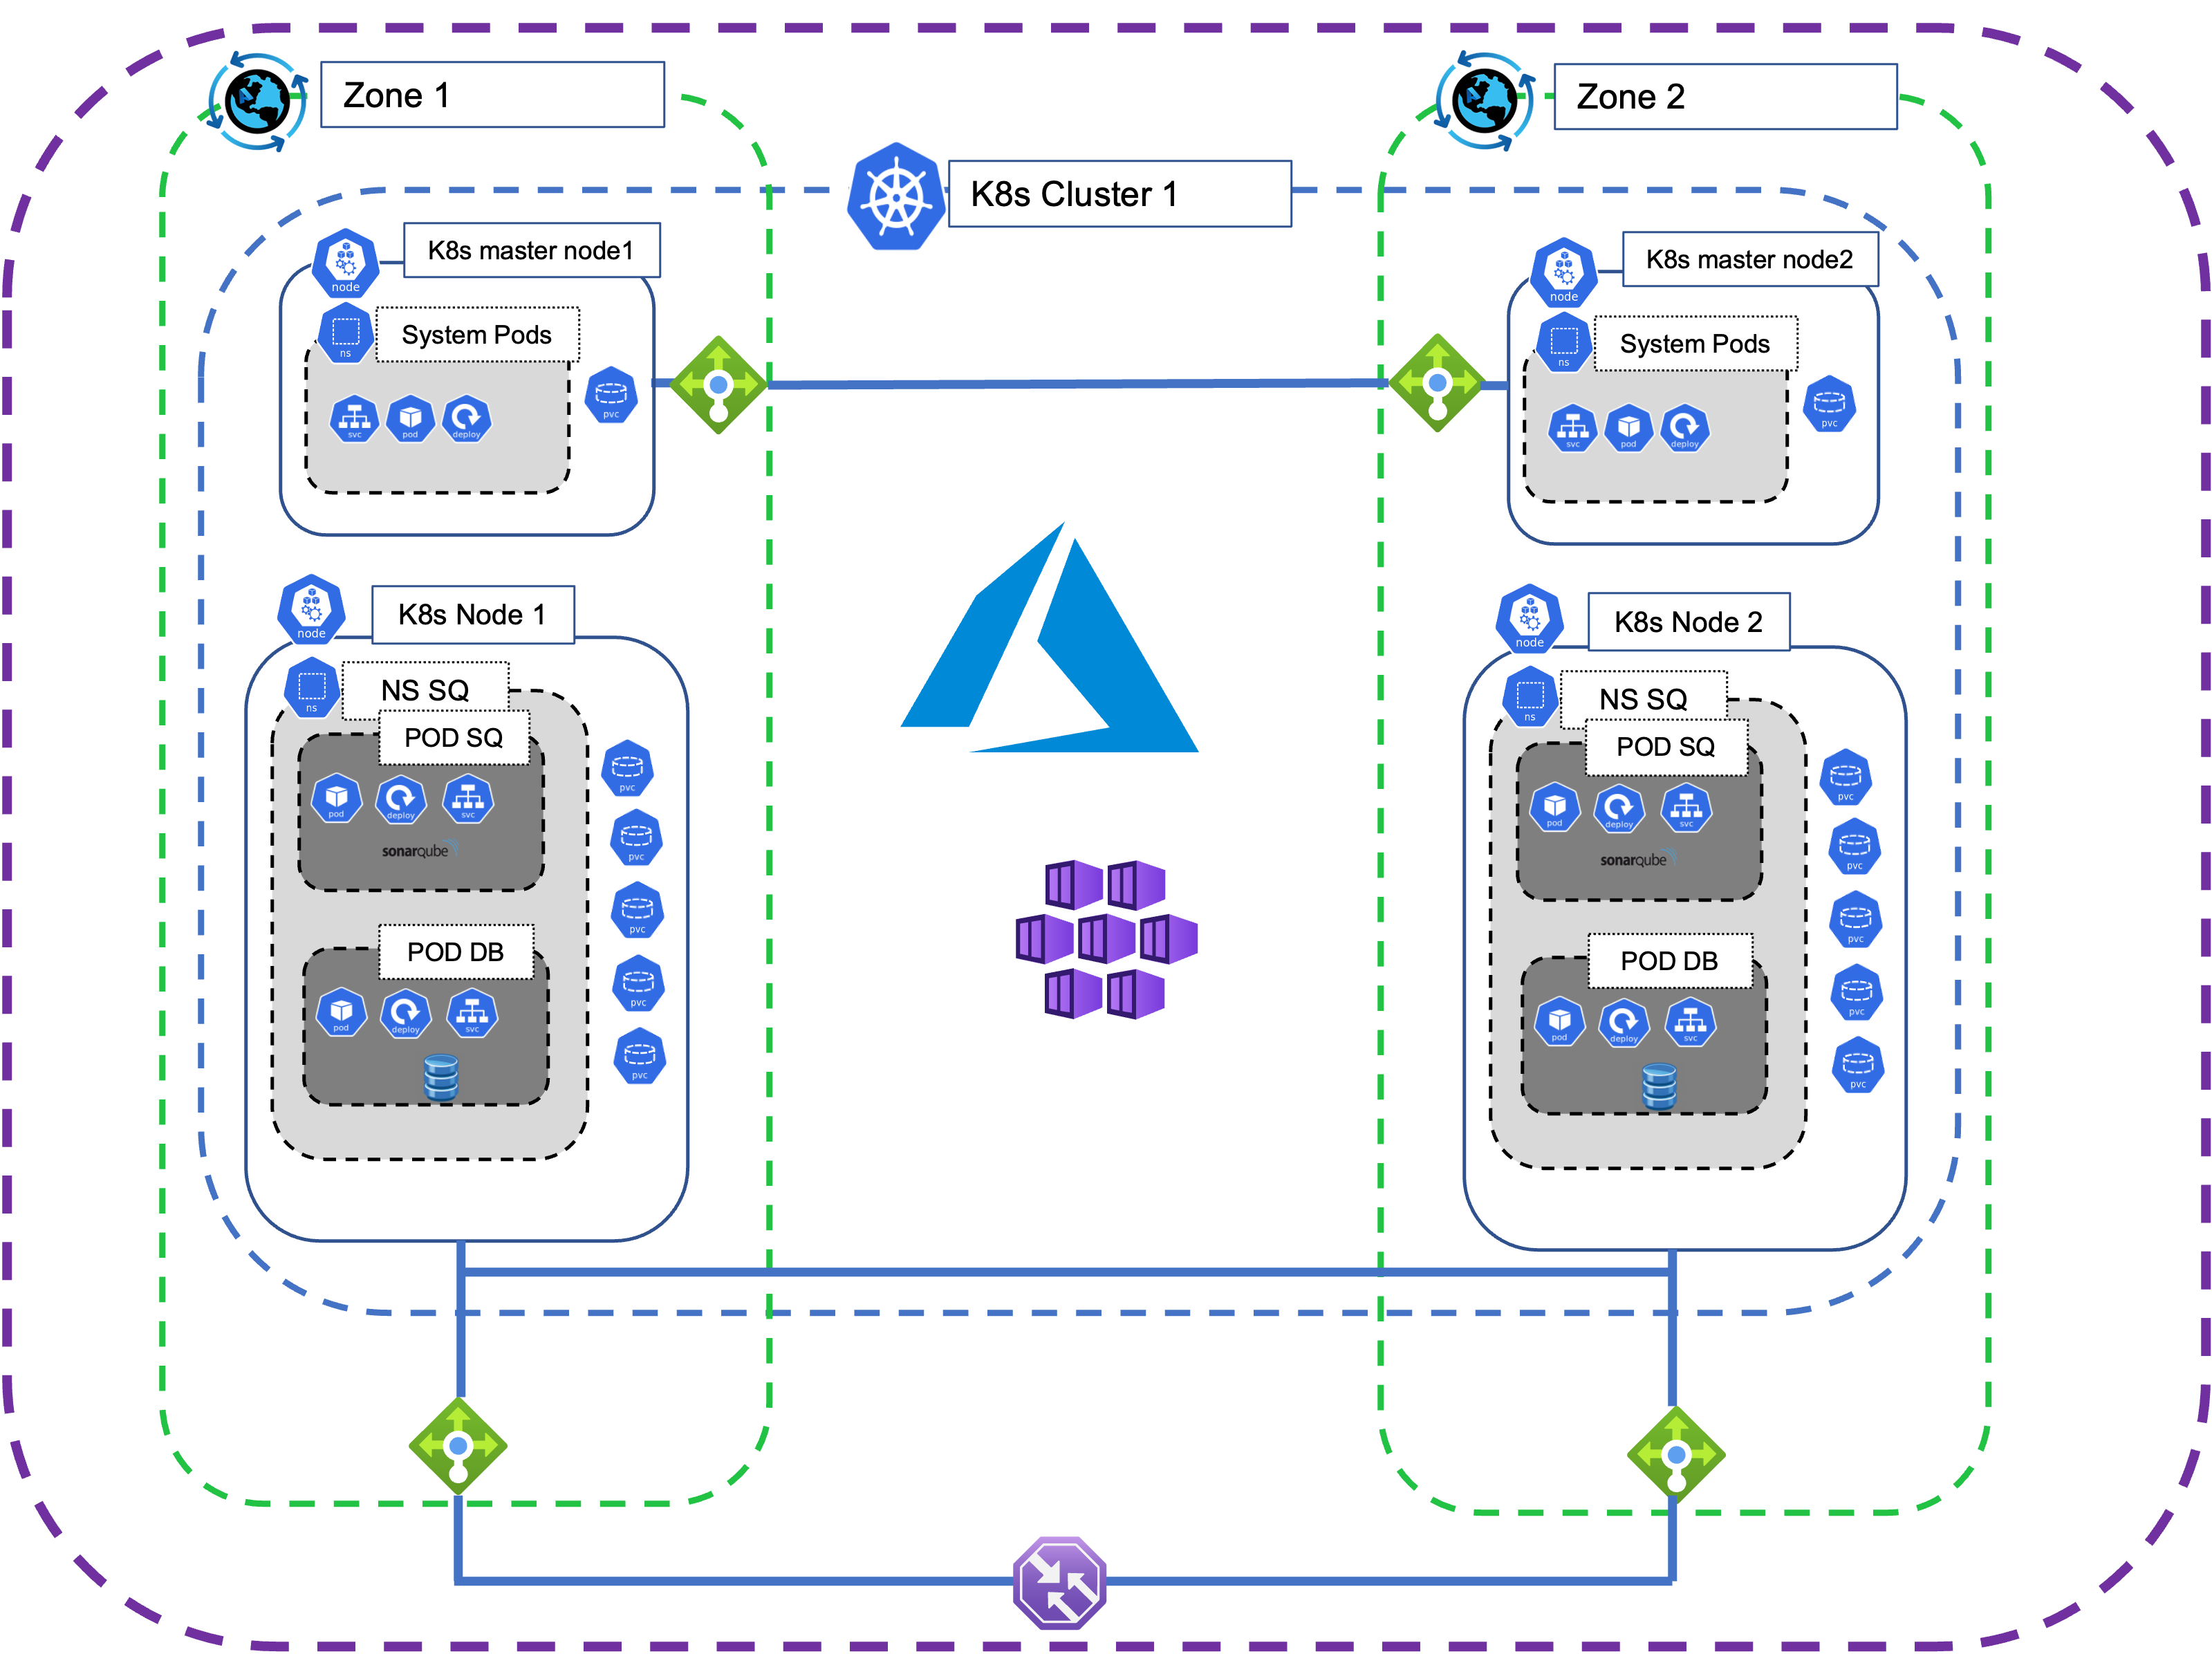 Zone 1
Zone 2
K8s Cluster 1
K8s master node1
node
ns
System Pods
svc
pod
deploy
pvc
K8s master node2
node
ns
System Pods
svc
pod
deploy
pvc
K8s Node 1
node
ns
NS SQ
POD SQ
pod
deploy
svc
sonarqube
POD DB
pod
deploy
svc
pvc
pvc
pvc
pvc
pvc
K8s Node 2
node
ns
NS SQ
POD SQ
pod
deploy
svc
sonarqube
POD DB
pod
deploy
svc
pvc
pvc
pvc
pvc
pvc